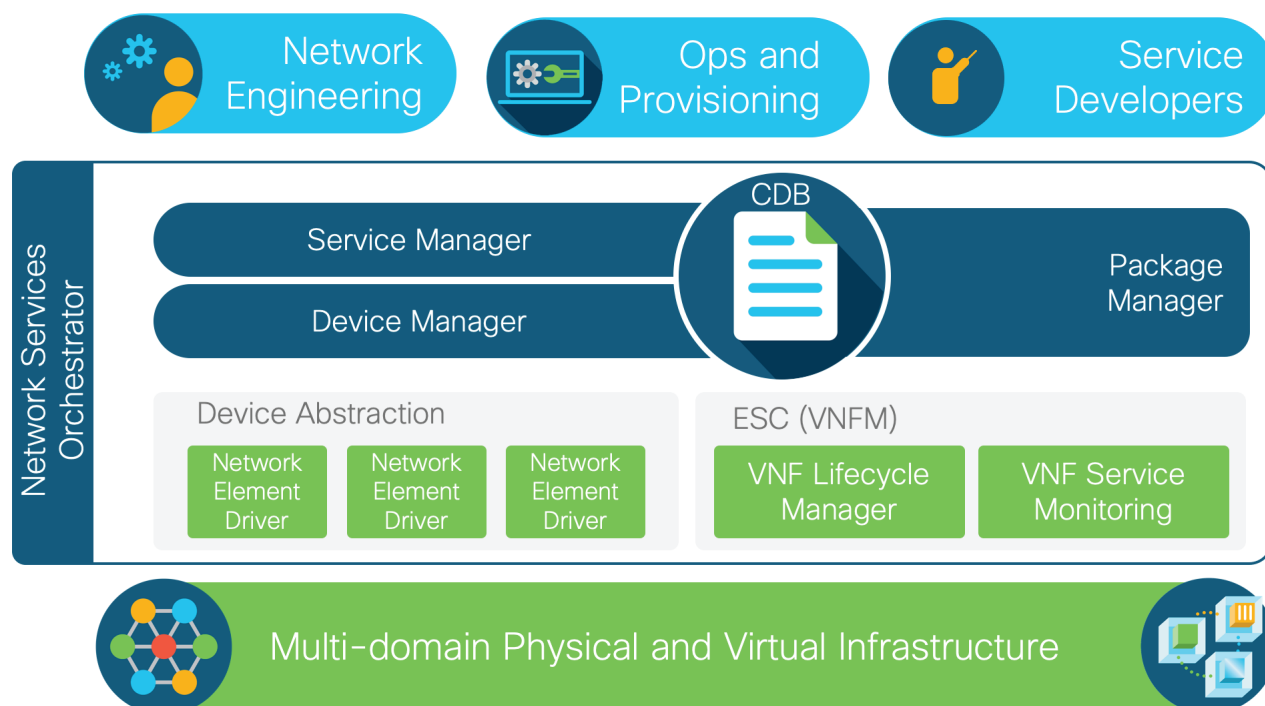 Network
Engineering
Ops and
Provisioning
Service
Developers
Network Services
Orchestrator
CDB
Service Manager
Device Manager
Package
Manager
Device Abstraction
Network
Element
Driver
Network
Element
Driver
Network
Element
Driver
ESC (VNFM)
VNF Lifecycle
Manager
VNF Service
Monitoring
Multi-domain Physical and Virtual Infrastructure